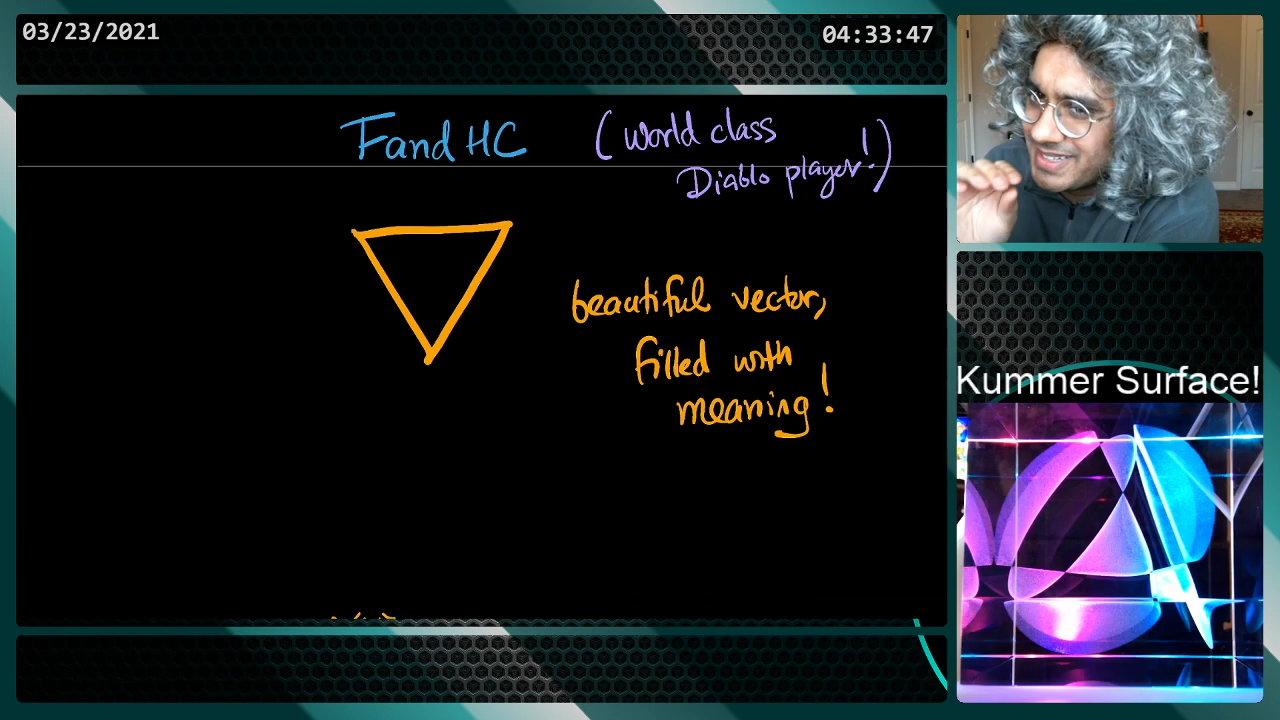 03/23/2021
04:33:47
Fand HC
(World class
Diablo player!)
beautiful vector,
filled with
meaning!
Kummer Surface!